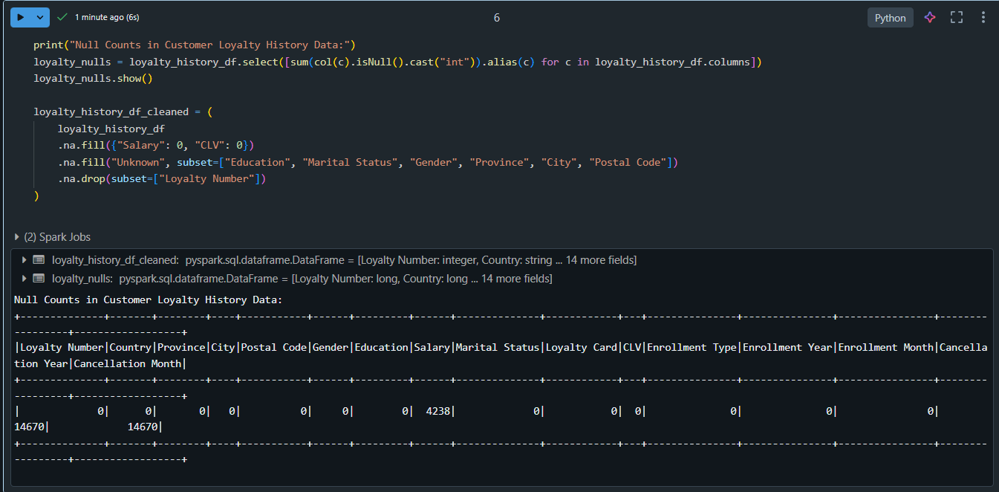 1 minute ago (6s)
6
Python
print("Null Counts in Customer Loyalty History Data:")
loyalty_nulls = loyalty_history_df.select([sum(col(c).isNull().cast("int")).alias(c) for c in loyalty_history_df.columns])
loyalty_nulls.show()
loyalty_history_df_cleaned = (
    loyalty_history_df
    .na.fill({"Salary": 0, "CLV": 0})
    .na.fill("Unknown", subset=["Education", "Marital Status", "Gender", "Province", "City", "Postal Code"])
    .na.drop(subset=["Loyalty Number"])
)
(2) Spark Jobs
loyalty_history_df_cleaned: pyspark.sql.dataframe.DataFrame = [Loyalty Number: integer, Country: string ... 14 more fields]
loyalty_nulls: pyspark.sql.dataframe.DataFrame = [Loyalty Number: long, Country: long ... 14 more fields]
Null Counts in Customer Loyalty History Data:
+--------------+-------+--------+----+-----------+------+---------+------+--------------+------------+---+---------------+---------------+----------------+--------
---------+------------------+
|Loyalty Number|Country|Province|City|Postal Code|Gender|Education|Salary|Marital Status|Loyalty Card|CLV|Enrollment Type|Enrollment Year|Enrollment Month|Cancella
tion Year|Cancellation Month|
+--------------+-------+--------+----+-----------+------+---------+------+--------------+------------+---+---------------+---------------+----------------+--------
---------+------------------+
|             0|      0|       0|   0|          0|     0|        0|  4238|             0|           0|  0|              0|              0|               0|
14670|             14670|
+--------------+-------+--------+----+-----------+------+---------+------+--------------+------------+---+---------------+---------------+----------------+--------
---------+------------------+